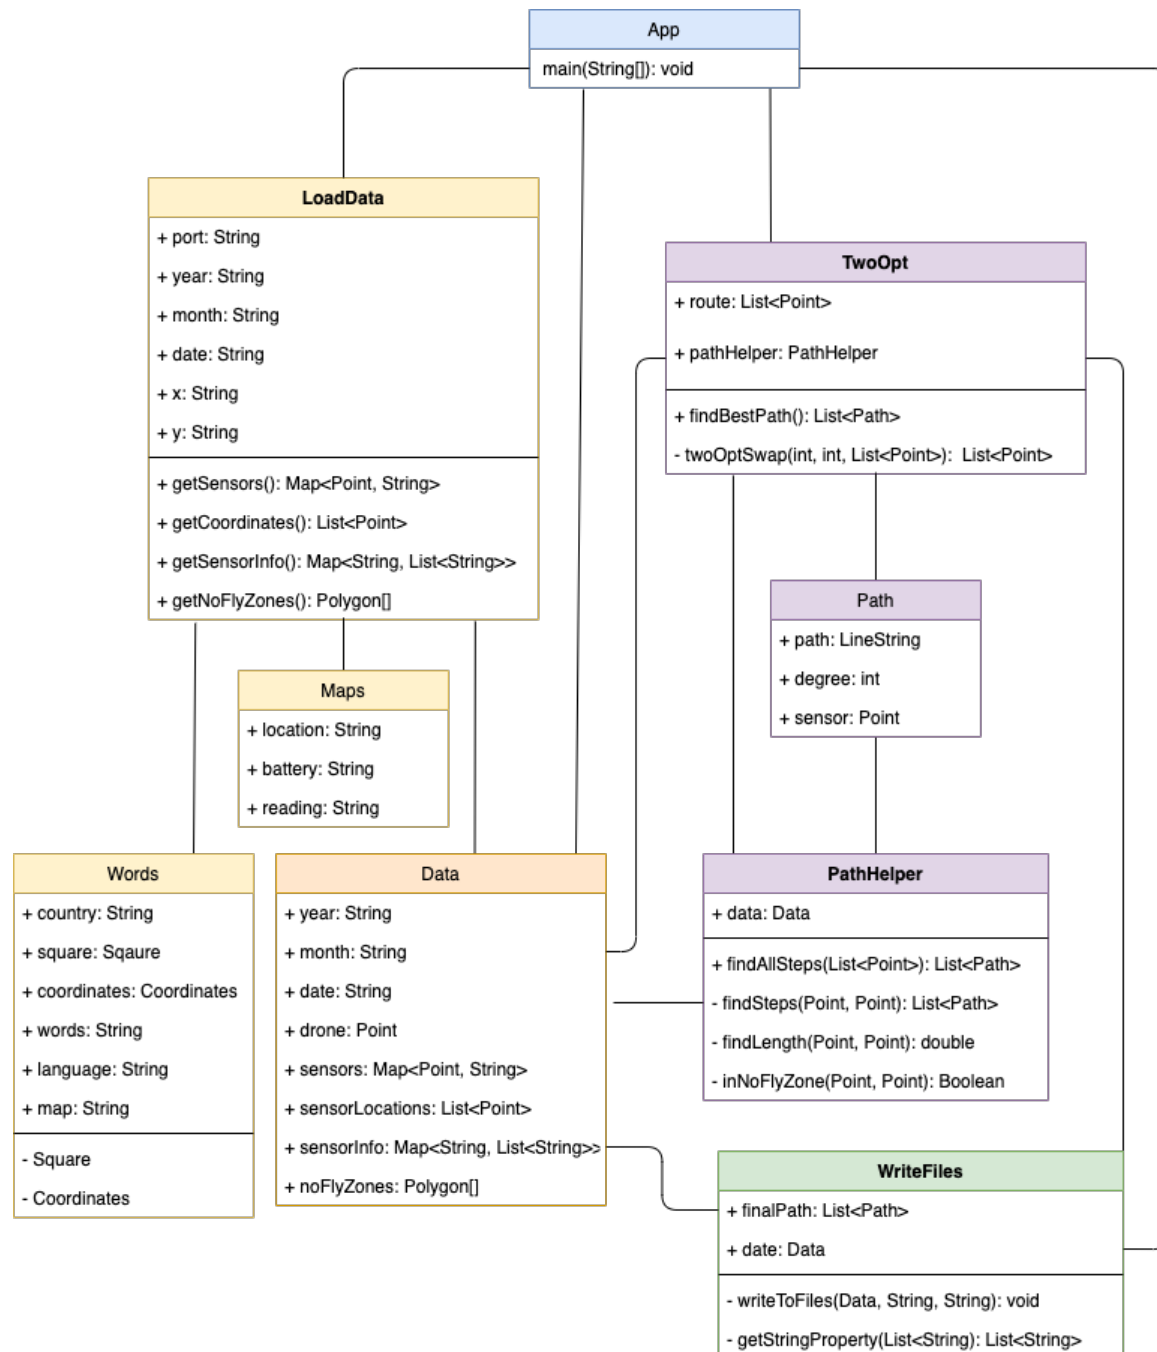 App
main(String[]): void
LoadData
+ port: String
+ year: String
+ month: String
+ date: String
+ x: String
+ y: String
+ getSensors(): Map<Point, String>
+ getCoordinates(): List<Point>
+ getSensorInfo(): Map<String, List<String>>
+ getNoFlyZones(): Polygon[]
TwoOpt
+ route: List<Point>
+ pathHelper: PathHelper
+ findBestPath(): List<Path>
- twoOptSwap(int, int, List<Point>): List<Point>
Path
+ path: LineString
+ degree: int
+ sensor: Point
Maps
+ location: String
+ battery: String
+ reading: String
Words
+ country: String
+ square: Sqaure
+ coordinates: Coordinates
+ words: String
+ language: String
+ map: String
- Square
- Coordinates
Data
+ year: String
+ month: String
+ date: String
+ drone: Point
+ sensors: Map<Point, String>
+ sensorLocations: List<Point>
+ sensorInfo: Map<String, List<String>>
+ noFlyZones: Polygon[]
PathHelper
+ data: Data
+ findAllSteps(List<Point>): List<Path>
- findSteps(Point, Point): List<Path>
- findLength(Point, Point): double
- inNoFlyZone(Point, Point): Boolean
WriteFiles
+ finalPath: List<Path>
+ date: Data
- writeToFiles(Data, String, String): void
- getStringProperty(List<String): List<String>